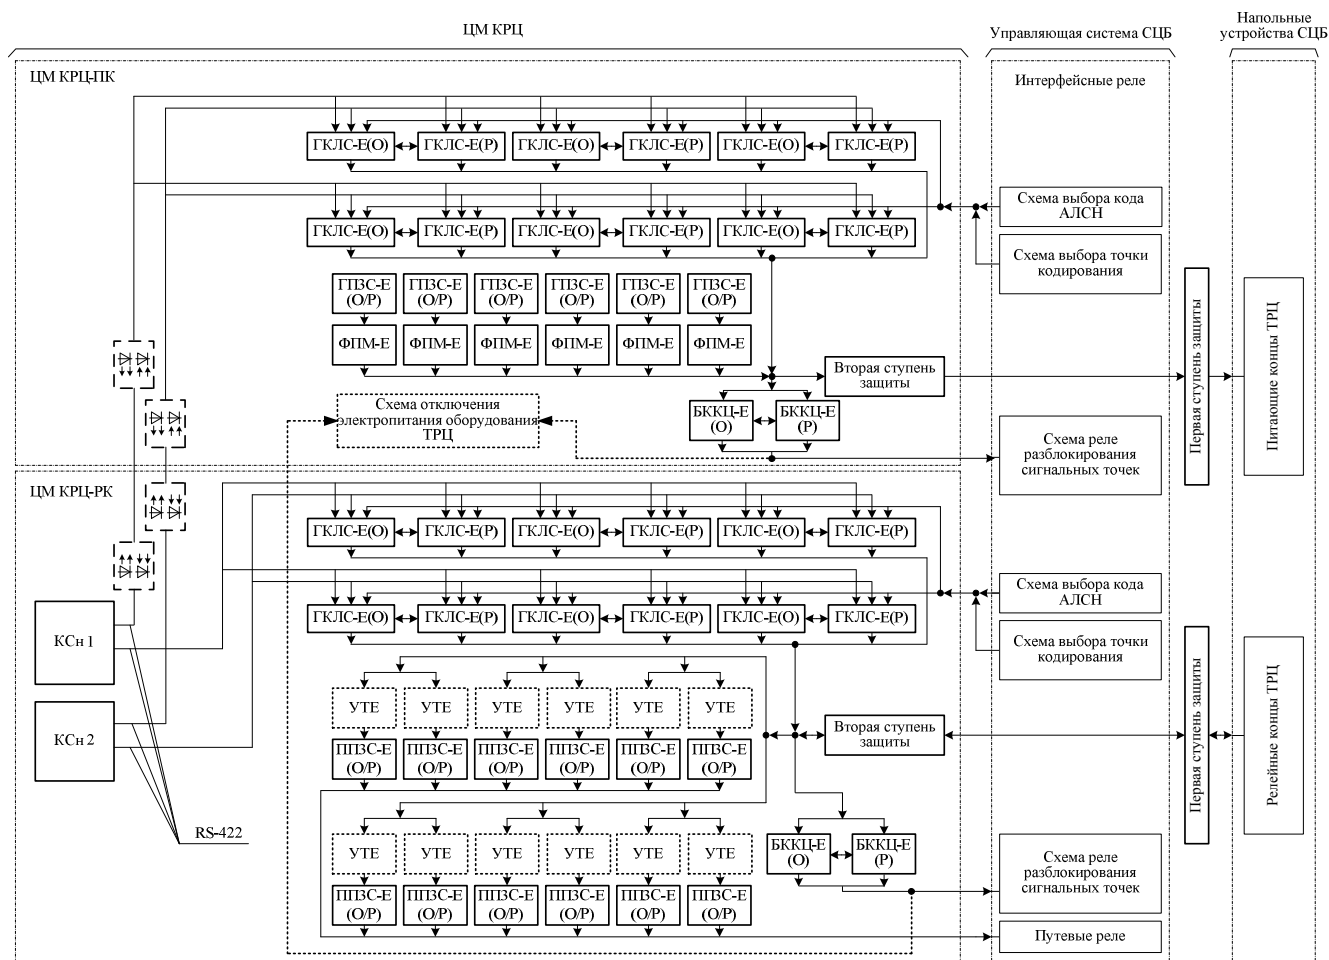 ЦМ КРЦ
Управляющая система СЦБ
Напольные
устройства СЦБ
ЦМ КРЦ-ПК
Интерфейсные реле
ГКЛС-Е(О) ГКЛС-Е(Р) ГКЛС-Е(О) ГКЛС-Е(Р) ГКЛС-Е(О) ГКЛС-Е(Р)
Схема выбора кода
АЛСН
ГКЛС-Е(О) ГКЛС-Е(Р) ГКЛС-Е(О) ГКЛС-Е(Р) ГКЛС-Е(О) ГКЛС-Е(Р)
Схема выбора точки
кодирования
ГПЗС-Е ГПЗС-Е ГПЗС-Е ГПЗС-Е ГПЗС-Е ГПЗС-Е
(О/Р) (О/Р) (О/Р) (О/Р) (О/Р) (О/Р)
ФПМ-Е ФПМ-Е ФПМ-Е ФПМ-Е ФПМ-Е ФПМ-Е
Вторая ступень
защиты
Первая ступень защиты
Питающие концы ТРЦ
Схема отключения
электропитания оборудования
ТРЦ
БККЦ-Е
(О)
БККЦ-Е
(Р)
Схема реле
разблокирования
сигнальных точек
ЦМ КРЦ-РК
ГКЛС-Е(О) ГКЛС-Е(Р) ГКЛС-Е(О) ГКЛС-Е(Р) ГКЛС-Е(О) ГКЛС-Е(Р)
Схема выбора кода
АЛСН
ГКЛС-Е(О) ГКЛС-Е(Р) ГКЛС-Е(О) ГКЛС-Е(Р) ГКЛС-Е(О) ГКЛС-Е(Р)
Схема выбора точки
кодирования
КСн 1
КСн 2
RS-422
УТЕ УТЕ УТЕ УТЕ УТЕ УТЕ
ППЗС-Е ППЗС-Е ППЗС-Е ППЗС-Е ППЗС-Е ППЗС-Е
(О/Р) (О/Р) (О/Р) (О/Р) (О/Р) (О/Р)
Вторая ступень
защиты
Первая ступень защиты
Релейные концы ТРЦ
УТЕ УТЕ УТЕ УТЕ УТЕ УТЕ
ППЗС-Е ППЗС-Е ППЗС-Е ППЗС-Е ППЗС-Е ППЗС-Е
(О/Р) (О/Р) (О/Р) (О/Р) (О/Р) (О/Р)
БККЦ-Е
(О)
БККЦ-Е
(Р)
Схема реле
разблокирования
сигнальных точек
Путевые реле